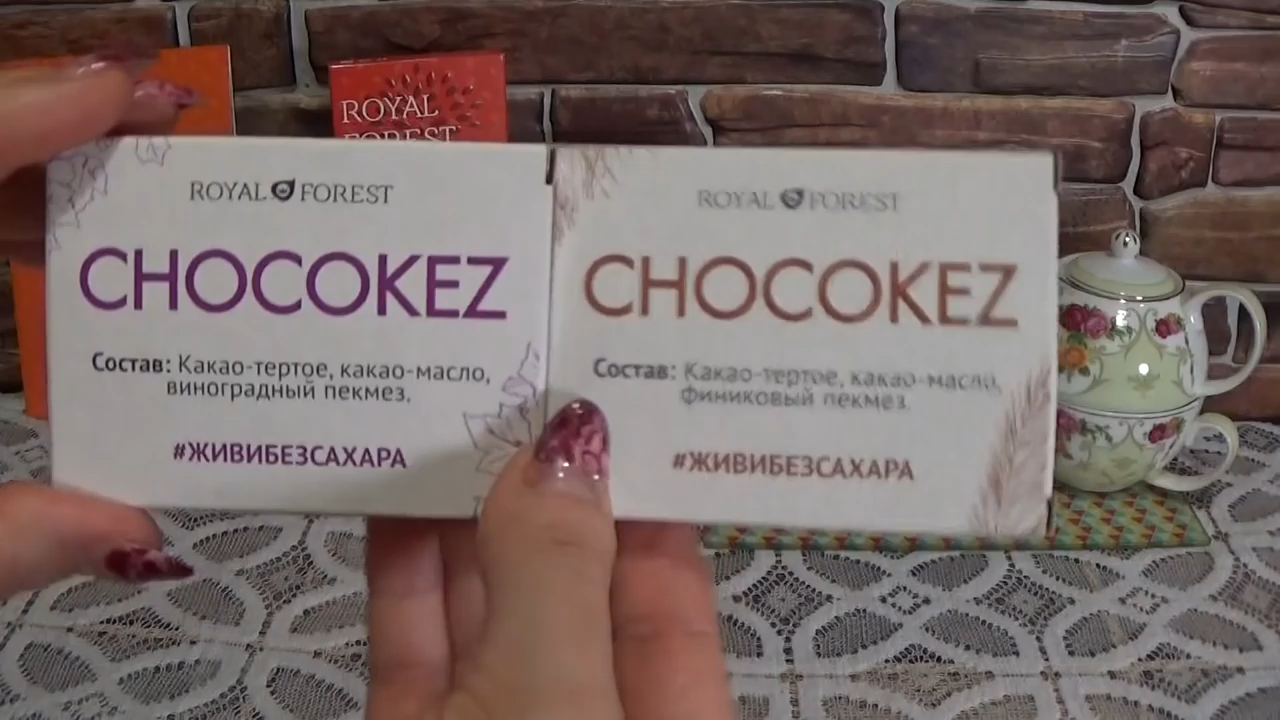 ROYAL
FOREST
ROYAL FOREST
CHOCOKEZ
Состав: Какао-тертое, какао-масло,
виноградный пекмез.
#ЖИВИБЕЗСАХАРА
ROYAL FOREST
CHOCOKEZ
Состав: Какао-тертое, какао-масло,
финиковый пекмез.
#ЖИВИБЕЗСАХАРА